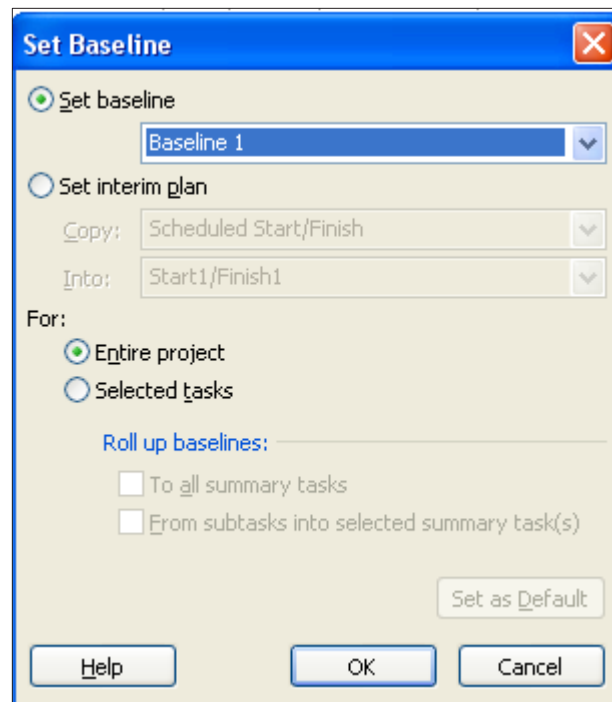 Set Baseline
Set baseline
Baseline 1
Set interim plan
Copy: Scheduled Start/Finish
Into: Start1/Finish1
For:
Entire project
Selected tasks
Roll up baselines:
To all summary tasks
From subtasks into selected summary task(s)
Set as Default
Help OK Cancel